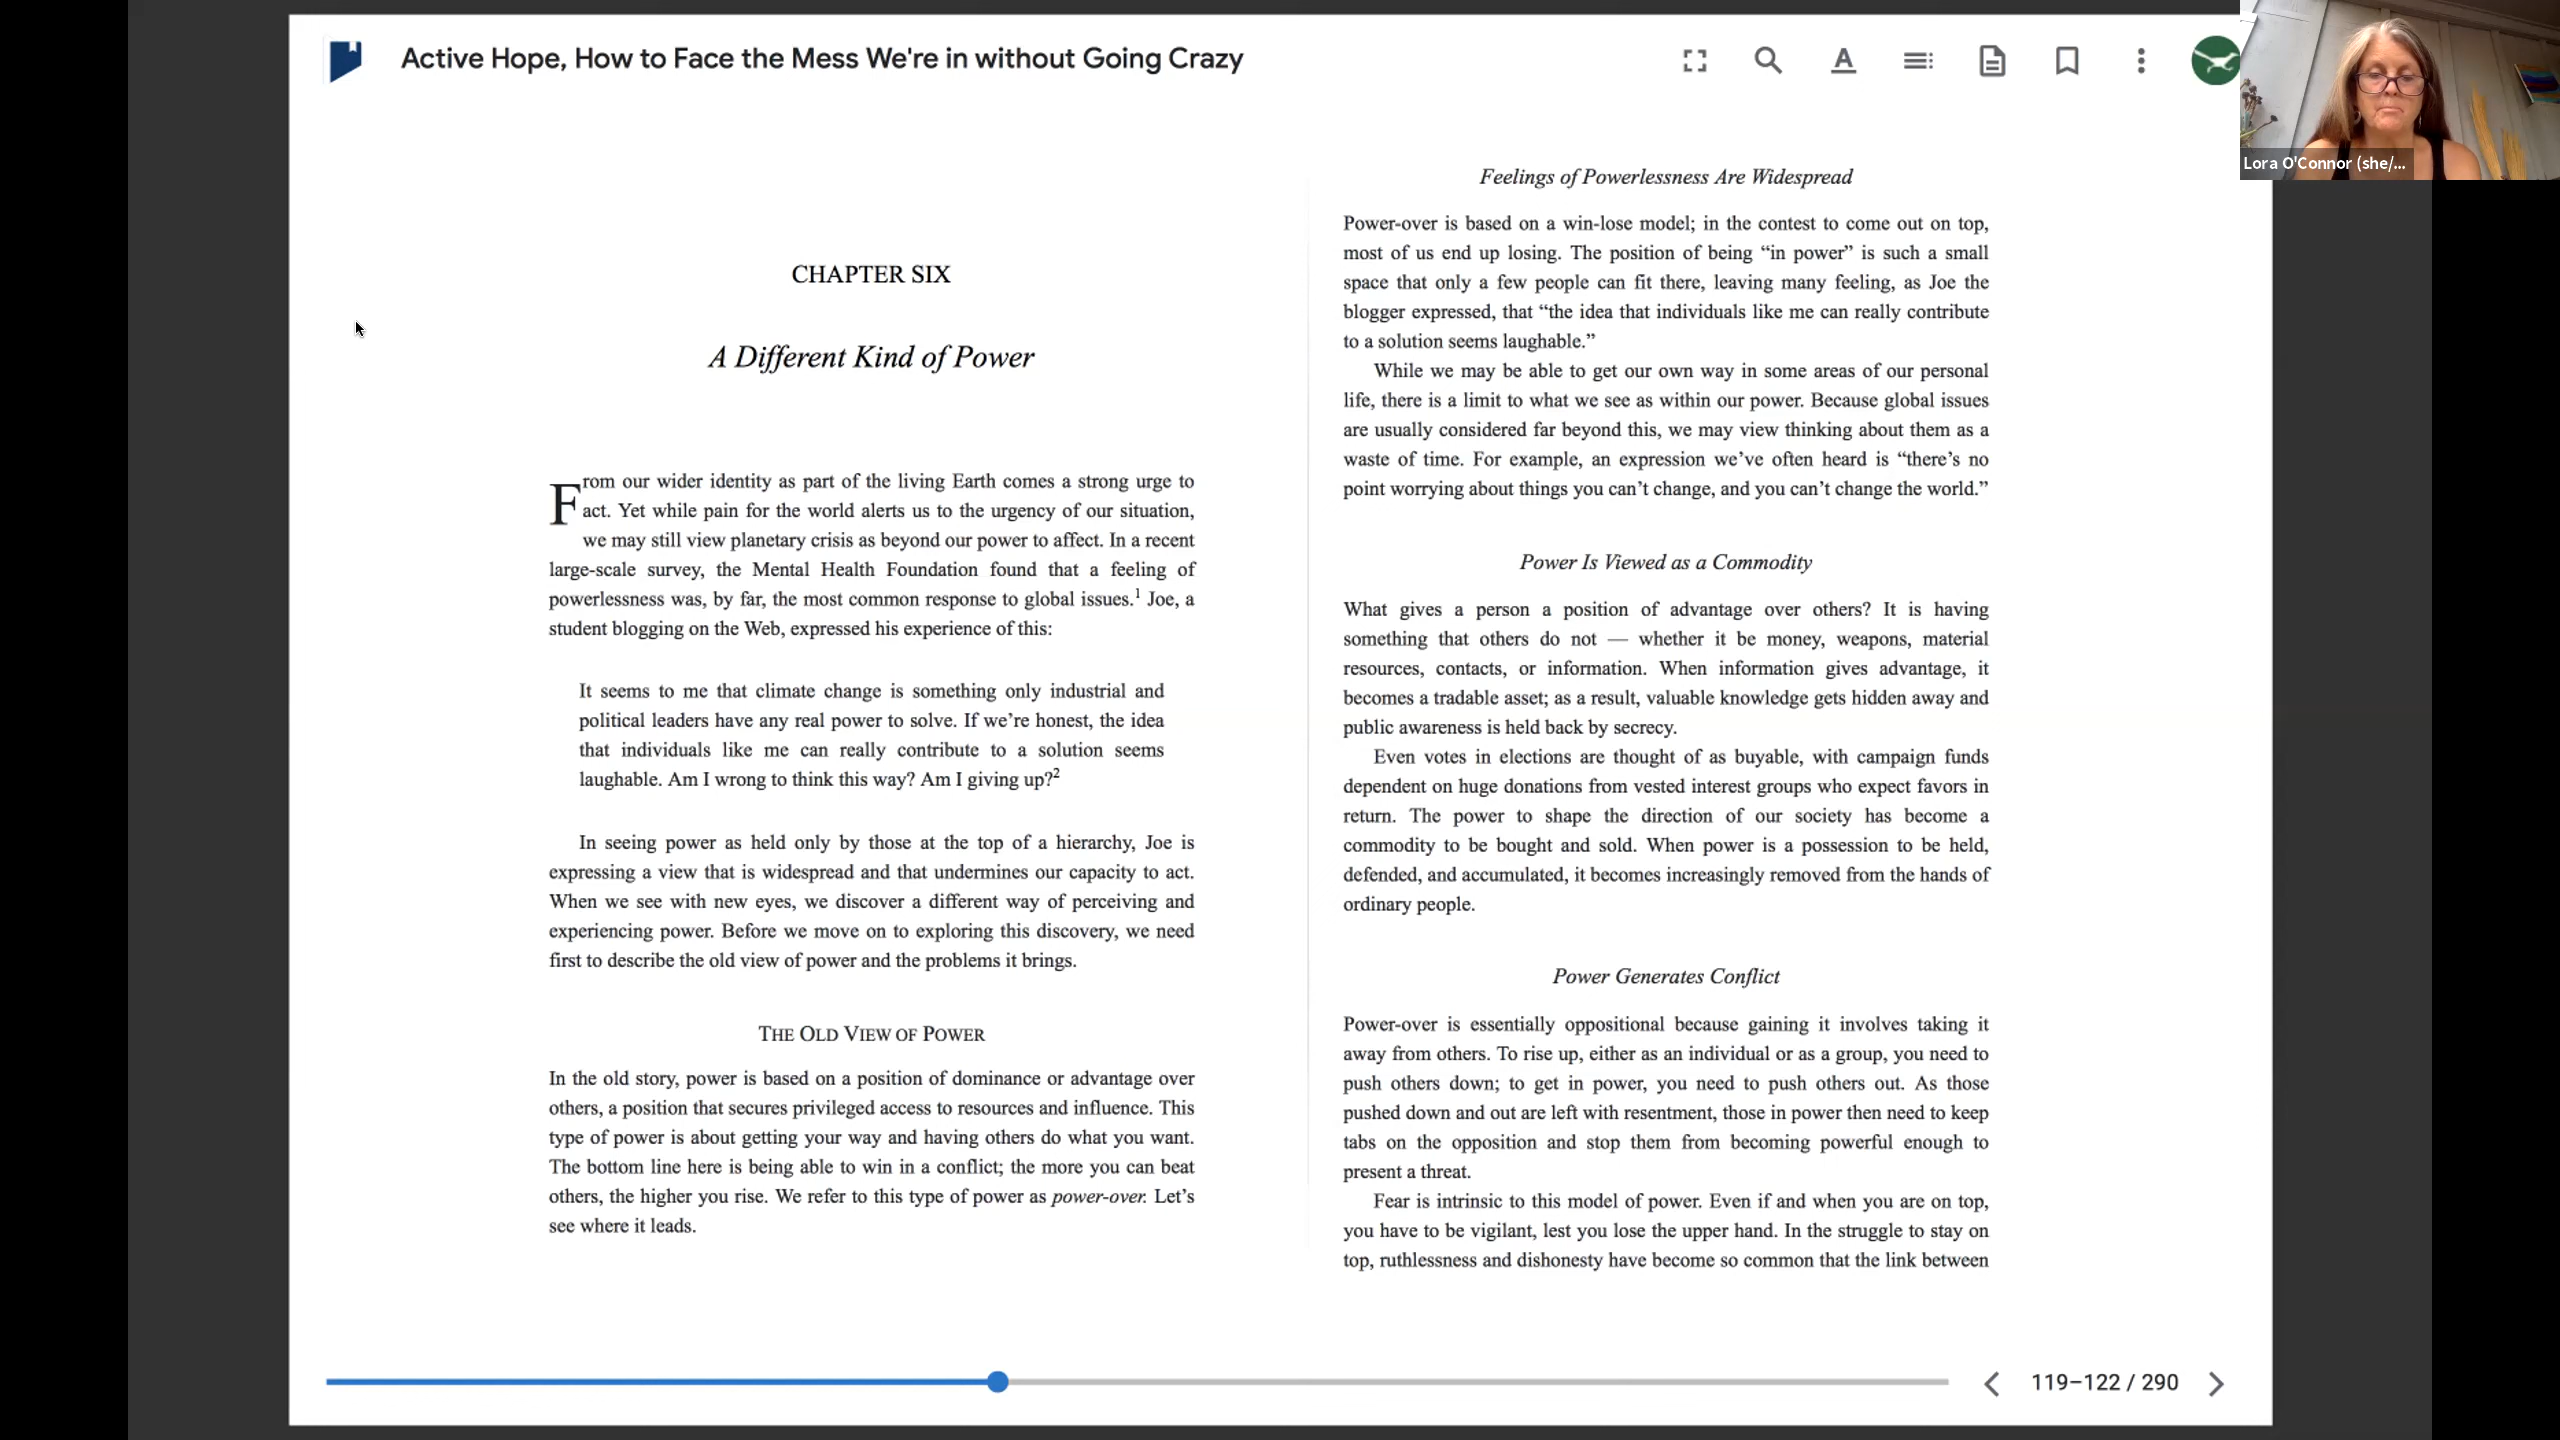 Active Hope, How to Face the Mess We're in without Going Crazy
Lora O'Connor (she/...
CHAPTER SIX
A Different Kind of Power
From our wider identity as part of the living Earth comes a strong urge to
act. Yet while pain for the world alerts us to the urgency of our situation,
we may still view planetary crisis as beyond our power to affect. In a recent
large-scale survey, the Mental Health Foundation found that a feeling of
powerlessness was, by far, the most common response to global issues.1 Joe, a
student blogging on the Web, expressed his experience of this:
It seems to me that climate change is something only industrial and
political leaders have any real power to solve. If we’re honest, the idea
that individuals like me can really contribute to a solution seems
laughable. Am I wrong to think this way? Am I giving up?2
In seeing power as held only by those at the top of a hierarchy, Joe is
expressing a view that is widespread and that undermines our capacity to act.
When we see with new eyes, we discover a different way of perceiving and
experiencing power. Before we move on to exploring this discovery, we need
first to describe the old view of power and the problems it brings.
THE OLD VIEW OF POWER
In the old story, power is based on a position of dominance or advantage over
others, a position that secures privileged access to resources and influence. This
type of power is about getting your way and having others do what you want.
The bottom line here is being able to win in a conflict; the more you can beat
others, the higher you rise. We refer to this type of power as power-over. Let’s
see where it leads.
Feelings of Powerlessness Are Widespread
Power-over is based on a win-lose model; in the contest to come out on top,
most of us end up losing. The position of being “in power” is such a small
space that only a few people can fit there, leaving many feeling, as Joe the
blogger expressed, that “the idea that individuals like me can really contribute
to a solution seems laughable.”
While we may be able to get our own way in some areas of our personal
life, there is a limit to what we see as within our power. Because global issues
are usually considered far beyond this, we may view thinking about them as a
waste of time. For example, an expression we’ve often heard is “there’s no
point worrying about things you can’t change, and you can’t change the world.”
Power Is Viewed as a Commodity
What gives a person a position of advantage over others? It is having
something that others do not — whether it be money, weapons, material
resources, contacts, or information. When information gives advantage, it
becomes a tradable asset; as a result, valuable knowledge gets hidden away and
public awareness is held back by secrecy.
Even votes in elections are thought of as buyable, with campaign funds
dependent on huge donations from vested interest groups who expect favors in
return. The power to shape the direction of our society has become a
commodity to be bought and sold. When power is a possession to be held,
defended, and accumulated, it becomes increasingly removed from the hands of
ordinary people.
Power Generates Conflict
Power-over is essentially oppositional because gaining it involves taking it
away from others. To rise up, either as an individual or as a group, you need to
push others down; to get in power, you need to push others out. As those
pushed down and out are left with resentment, those in power then need to keep
tabs on the opposition and stop them from becoming powerful enough to
present a threat.
Fear is intrinsic to this model of power. Even if and when you are on top,
you have to be vigilant, lest you lose the upper hand. In the struggle to stay on
top, ruthlessness and dishonesty have become so common that the link between
119–122 / 290